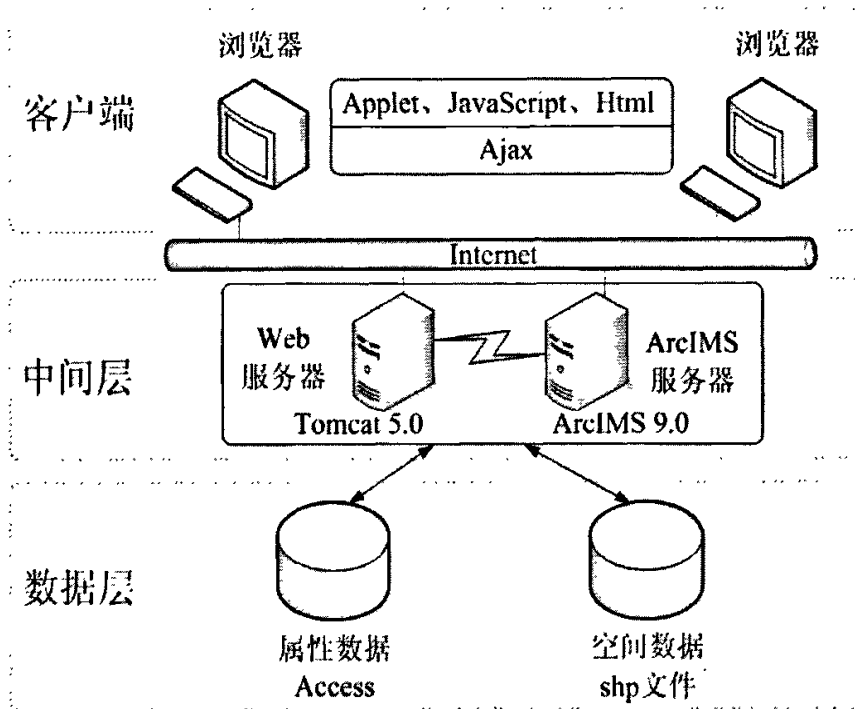 浏览器
浏览器
客户端
Applet、JavaScript、Html
Ajax
Internet
中间层
Web
服务器
Tomcat 5.0
ArcIMS
服务器
ArcIMS 9.0
数据层
属性数据
Access
空间数据
shp文件